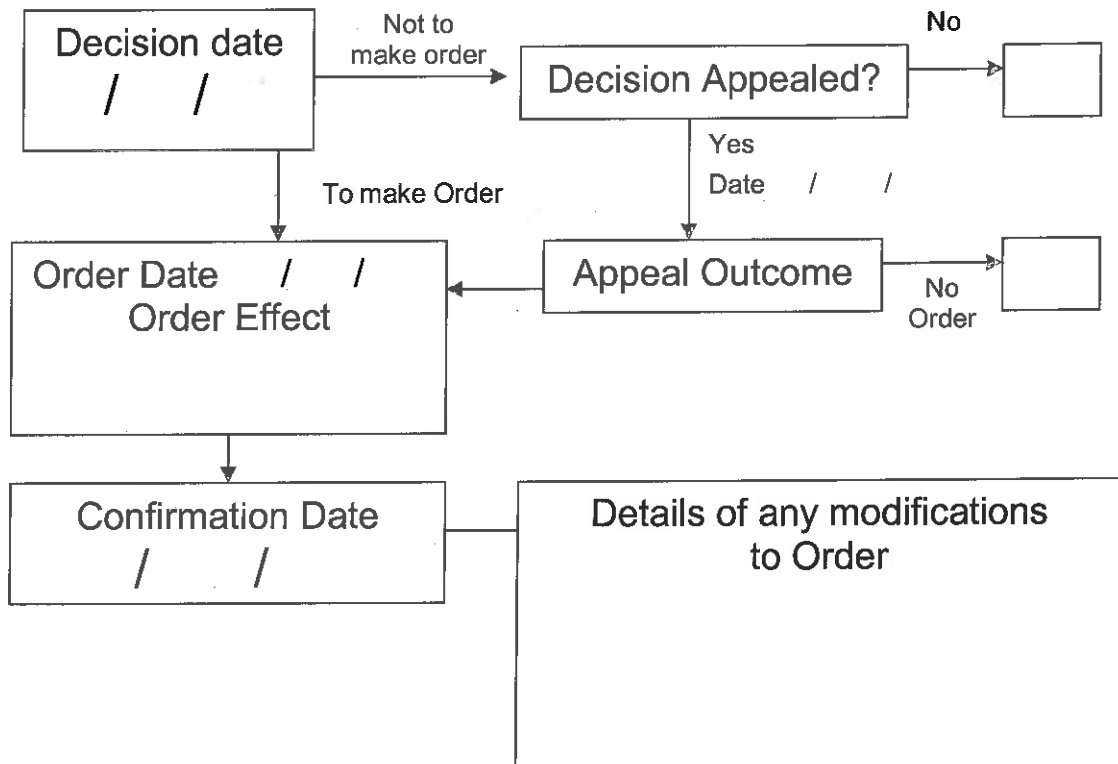 Decision date
/ /
Not to
make order
Decision Appealed?
No
To make Order
Yes
Date / /
Order Date / /
Order Effect
Appeal Outcome
No
Order
Confirmation Date
/ /
Details of any modifications
to Order